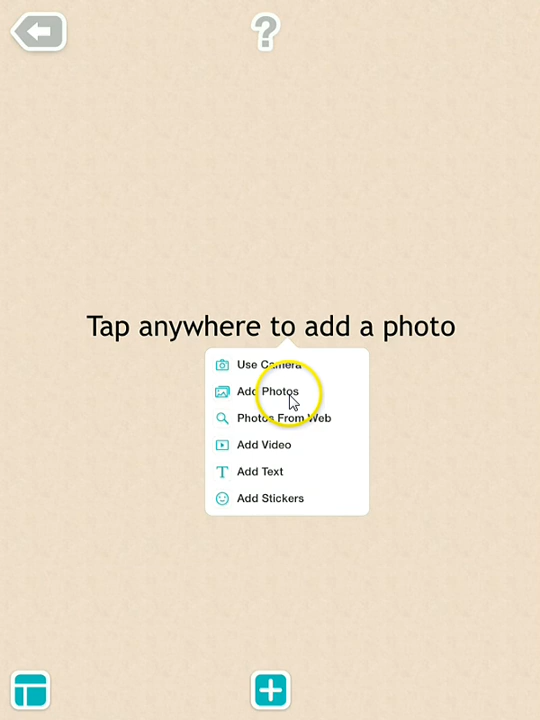 ?
Tap anywhere to add a photo
Use Camera
Add Photos
Photos From Web
Add Video
Add Text
Add Stickers